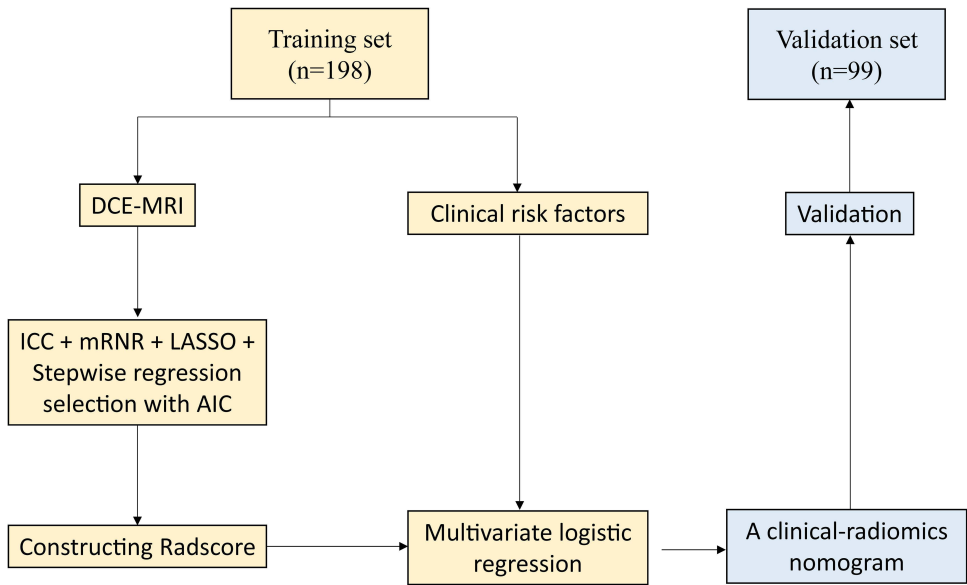 Training set
(n=198)
Validation set
(n=99)
DCE-MRI
Clinical risk factors
Validation
ICC + mRNR + LASSO +
Stepwise regression
selection with AIC
Constructing Radscore
Multivariate logistic
regression
A clinical-radiomics
nomogram